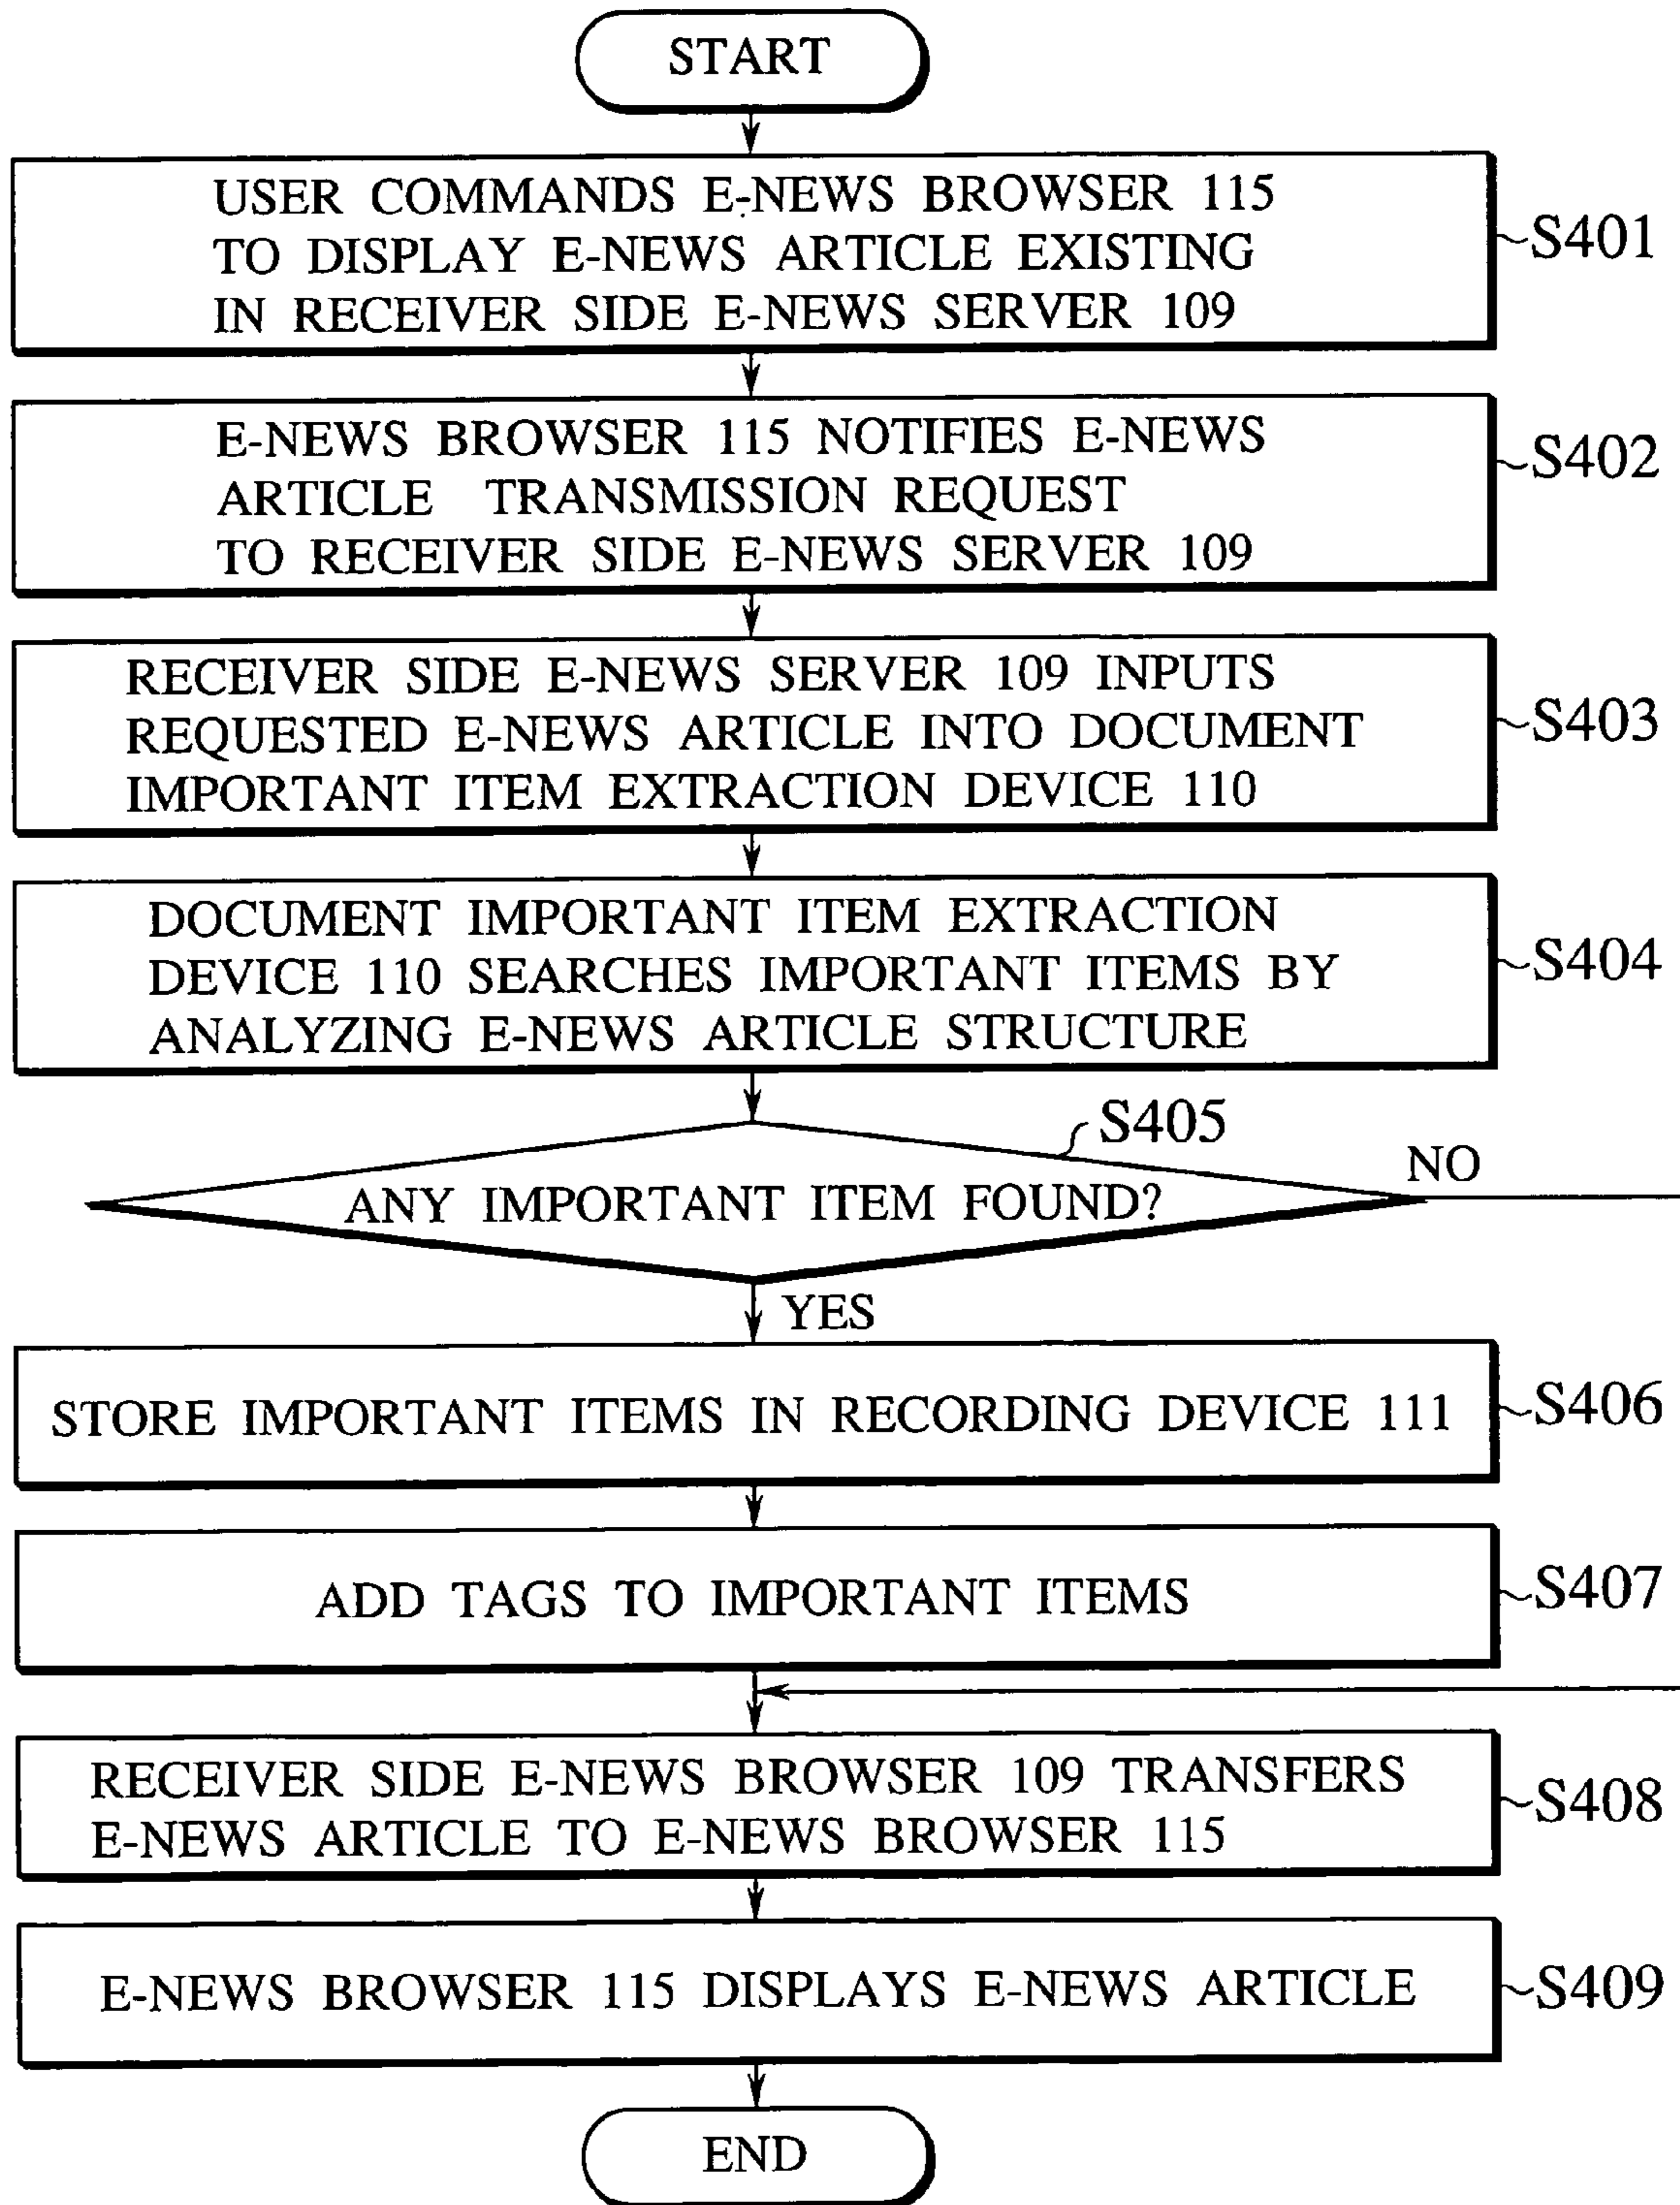 START
USER COMMANDS E-NEWS BROWSER 115
TO DISPLAY E-NEWS ARTICLE EXISTING
IN RECEIVER SIDE E-NEWS SERVER 109
S401
E-NEWS BROWSER 115 NOTIFIES E-NEWS
ARTICLE TRANSMISSION REQUEST
TO RECEIVER SIDE E-NEWS SERVER 109
S402
RECEIVER SIDE E-NEWS SERVER 109 INPUTS
REQUESTED E-NEWS ARTICLE INTO DOCUMENT
IMPORTANT ITEM EXTRACTION DEVICE 110
S403
DOCUMENT IMPORTANT ITEM EXTRACTION
DEVICE 110 SEARCHES IMPORTANT ITEMS BY
ANALYZING E-NEWS ARTICLE STRUCTURE
S404
S405
NO
ANY IMPORTANT ITEM FOUND?
YES
STORE IMPORTANT ITEMS IN RECORDING DEVICE 111
S406
ADD TAGS TO IMPORTANT ITEMS
S407
RECEIVER SIDE E-NEWS BROWSER 109 TRANSFERS
E-NEWS ARTICLE TO E-NEWS BROWSER 115
S408
E-NEWS BROWSER 115 DISPLAYS E-NEWS ARTICLE
S409
END